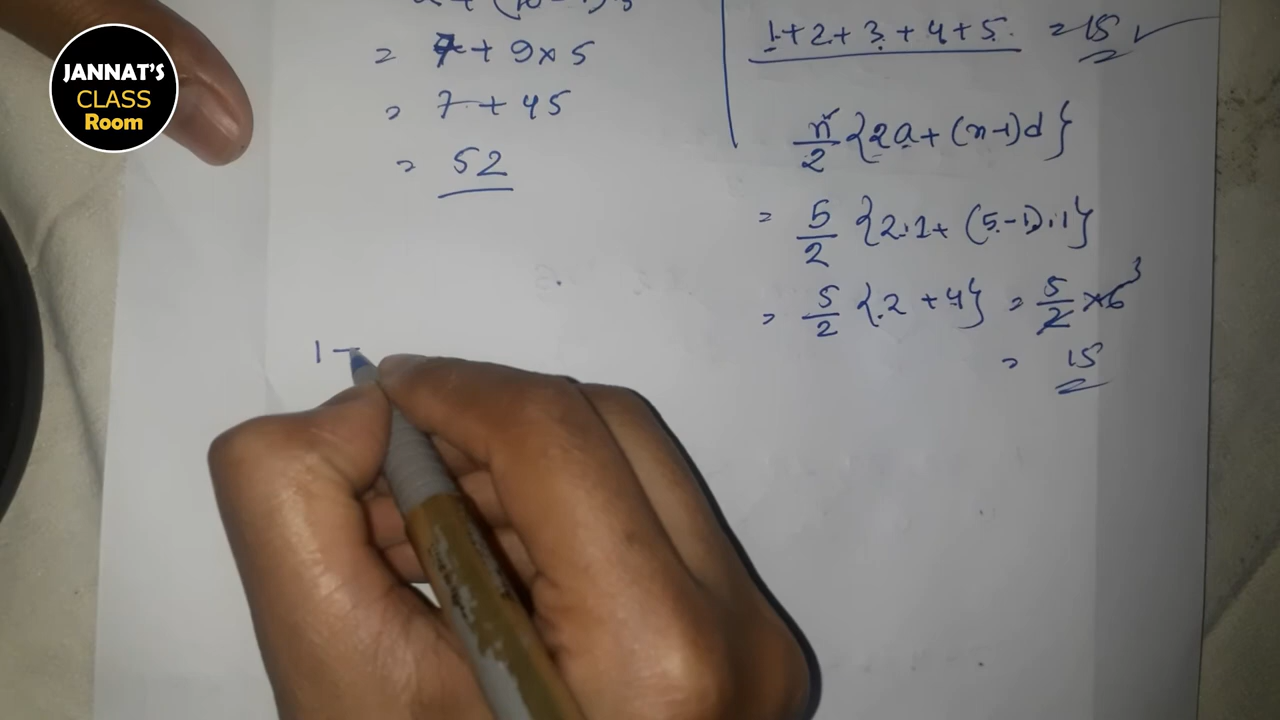 JANNAT'S
CLASS
Room
= 7 + 9 × 5
= 7 + 45
= 52
1 + 2 + 3 + 4 + 5 = 15
n/2 {2a + (n-1)d}
= 5/2 {2.1 + (5-1).1}
= 5/2 {2 + 4} = 5/2 × 6 3
= 15
1 -